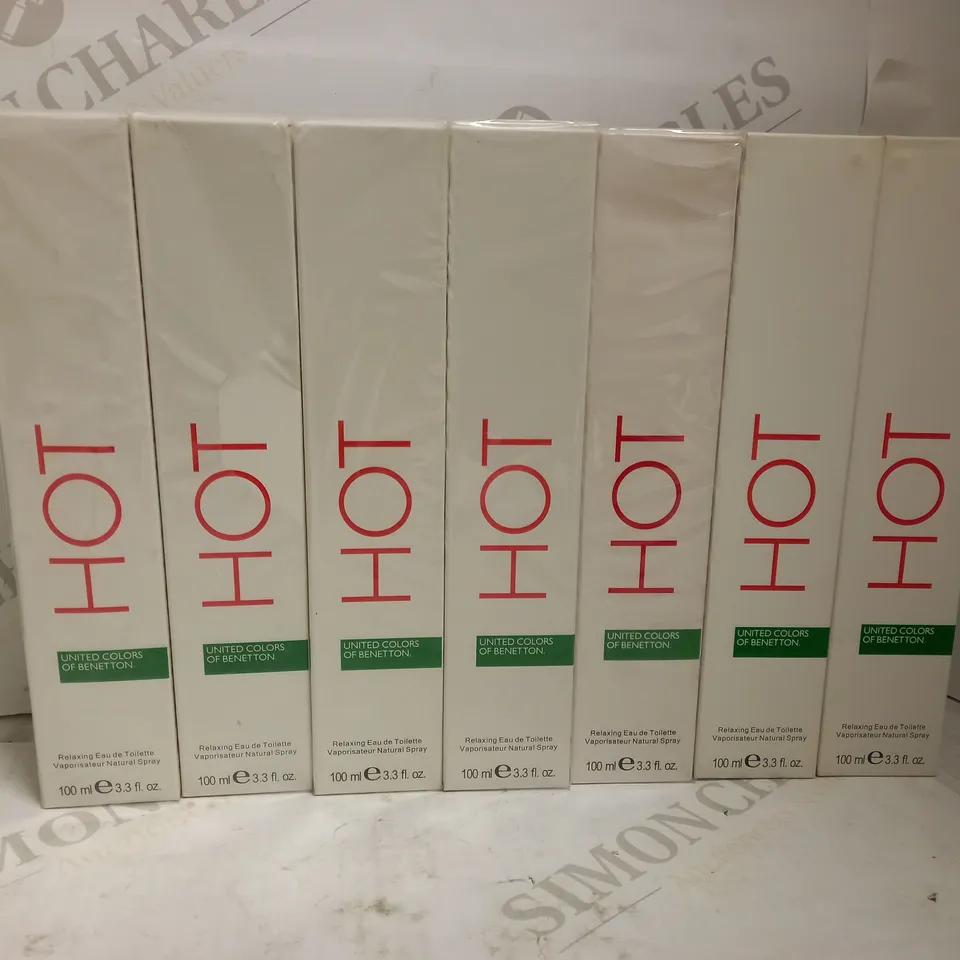 SIMON CHARLES
Auctioneers & Valuers
HOT
UNITED COLORS
OF BENETTON.
Relaxing Eau de Toilette
Vaporisateur Natural Spray
100 ml e 3.3 fl. oz.
HOT
UNITED COLORS
OF BENETTON.
Relaxing Eau de Toilette
Vaporisateur Natural Spray
100 ml e 3.3 fl. oz.
HOT
UNITED COLORS
OF BENETTON.
Relaxing Eau de Toilette
Vaporisateur Natural Spray
100 ml e 3.3 fl. oz.
HOT
UNITED COLORS
OF BENETTON.
Relaxing Eau de Toilette
Vaporisateur Natural Spray
100 ml e 3.3 fl. oz.
HOT
UNITED COLORS
OF BENETTON.
Relaxing Eau de Toilette
Vaporisateur Natural Spray
100 ml e 3.3 fl. oz.
HOT
UNITED COLORS
OF BENETTON.
Relaxing Eau de Toilette
Vaporisateur Natural Spray
100 ml e 3.3 fl. oz.
HOT
UNITED COLORS
OF BENETTON.
Relaxing Eau de Toilette
Vaporisateur Natural Spray
100 ml e 3.3 fl. oz.
SIMON CHARLES